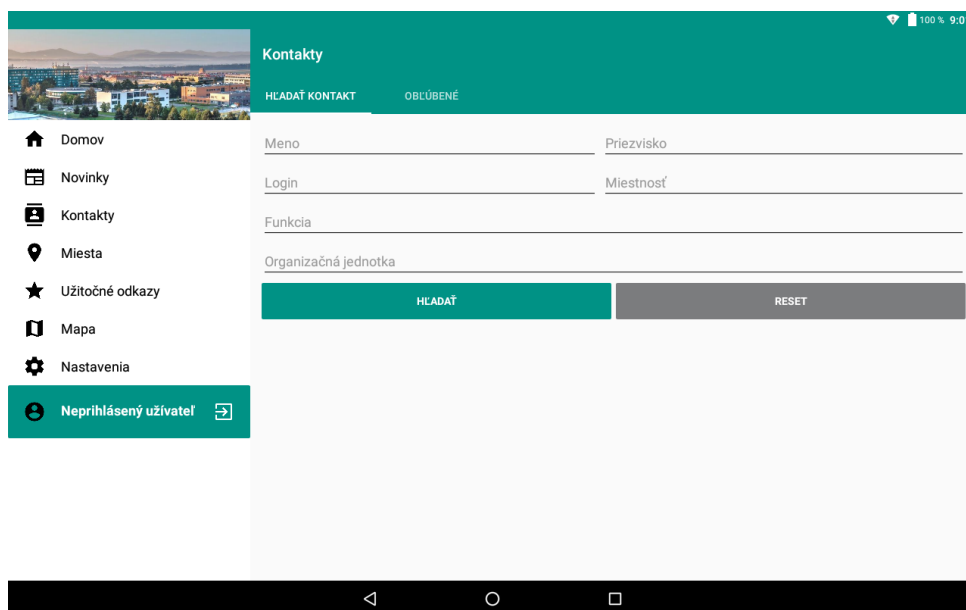 100 % 9:0
Kontakty
HĽADAŤ KONTAKT OBĽÚBENÉ
Domov
Novinky
Kontakty
Miesta
Užitočné odkazy
Mapa
Nastavenia
Neprihlásený užívateľ
Meno Priezvisko
Login Miestnosť
Funkcia
Organizačná jednotka
HĽADAŤ RESET